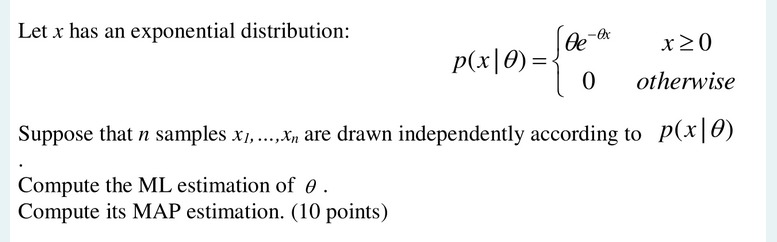 Let x has an exponential distribution:
p(x|θ) = { θe^{-θx} x ≥ 0
0 otherwise
Suppose that n samples x₁,...,xₙ are drawn independently according to p(x|θ)
.
Compute the ML estimation of θ .
Compute its MAP estimation. (10 points)